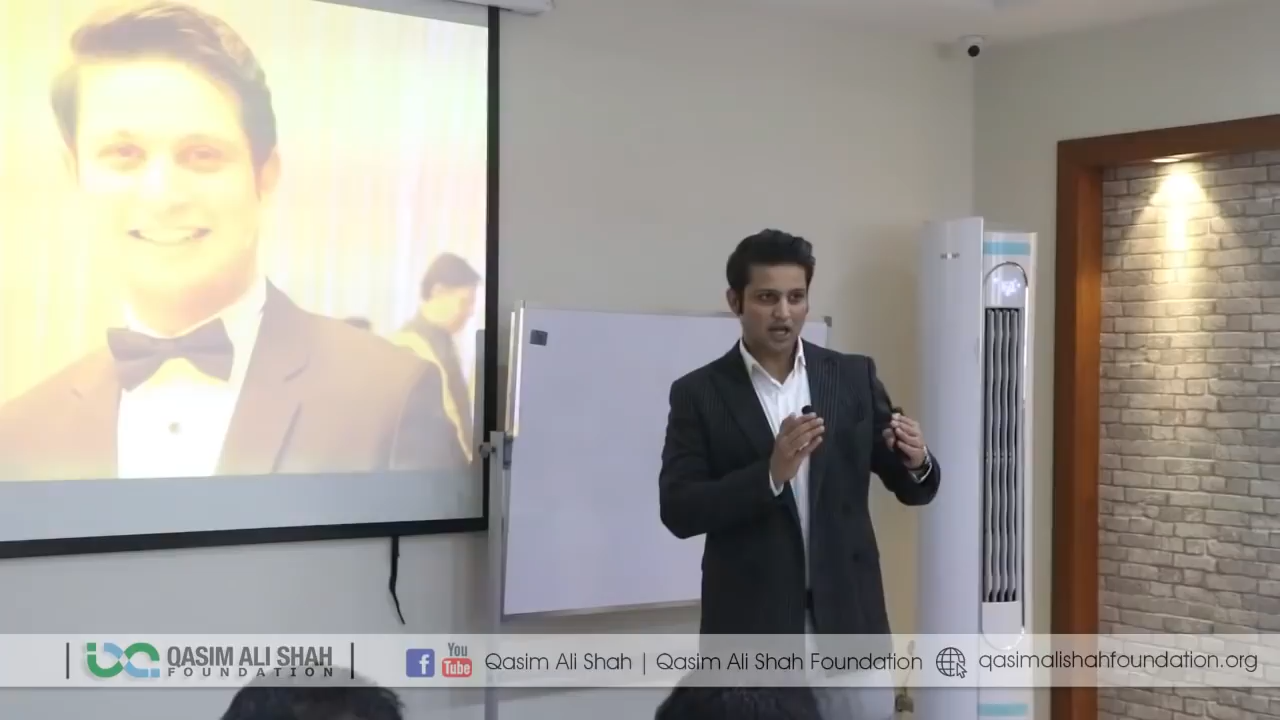 QASIM ALI SHAH
FOUNDATION
You
Tube
Qasim Ali Shah | Qasim Ali Shah Foundation
qasimalishahfoundation.org